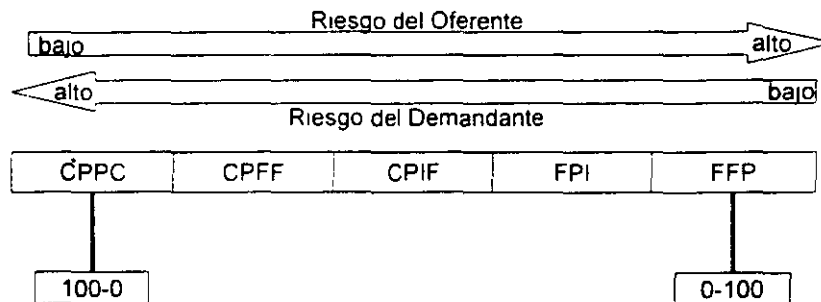 Riesgo del Oferente
bajo alto
alto bajo
Riesgo del Demandante
CPPC CPFF CPIF FPI FFP
100-0 0-100